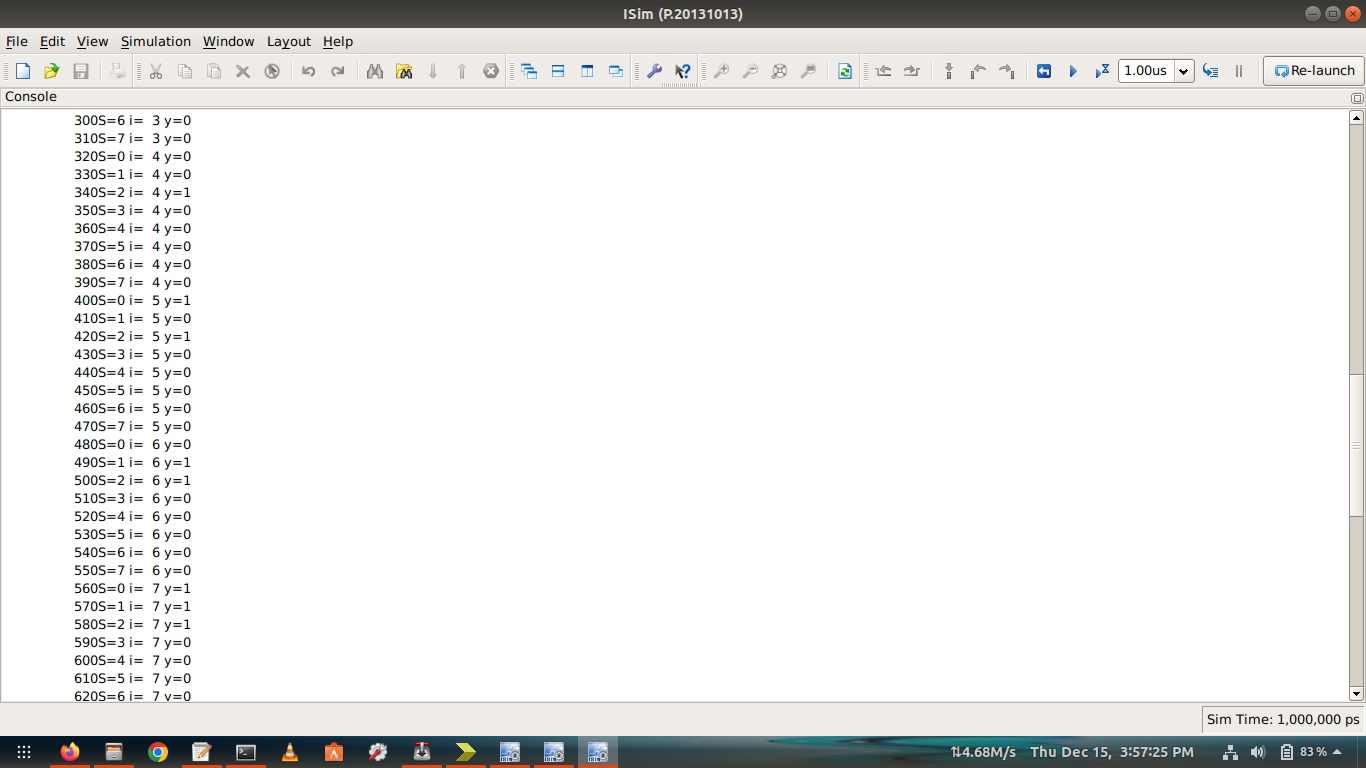 ISim (P.20131013)
File Edit View Simulation Window Layout Help
1.00us Re-launch
Console
300S=6 i=  3 y=0
310S=7 i=  3 y=0
320S=0 i=  4 y=0
330S=1 i=  4 y=0
340S=2 i=  4 y=1
350S=3 i=  4 y=0
360S=4 i=  4 y=0
370S=5 i=  4 y=0
380S=6 i=  4 y=0
390S=7 i=  4 y=0
400S=0 i=  5 y=1
410S=1 i=  5 y=0
420S=2 i=  5 y=1
430S=3 i=  5 y=0
440S=4 i=  5 y=0
450S=5 i=  5 y=0
460S=6 i=  5 y=0
470S=7 i=  5 y=0
480S=0 i=  6 y=0
490S=1 i=  6 y=1
500S=2 i=  6 y=1
510S=3 i=  6 y=0
520S=4 i=  6 y=0
530S=5 i=  6 y=0
540S=6 i=  6 y=0
550S=7 i=  6 y=0
560S=0 i=  7 y=1
570S=1 i=  7 y=1
580S=2 i=  7 y=1
590S=3 i=  7 y=0
600S=4 i=  7 y=0
610S=5 i=  7 y=0
620S=6 i=  7 y=0
Sim Time: 1,000,000 ps
4.68M/s Thu Dec 15, 3:57:25 PM 83 %